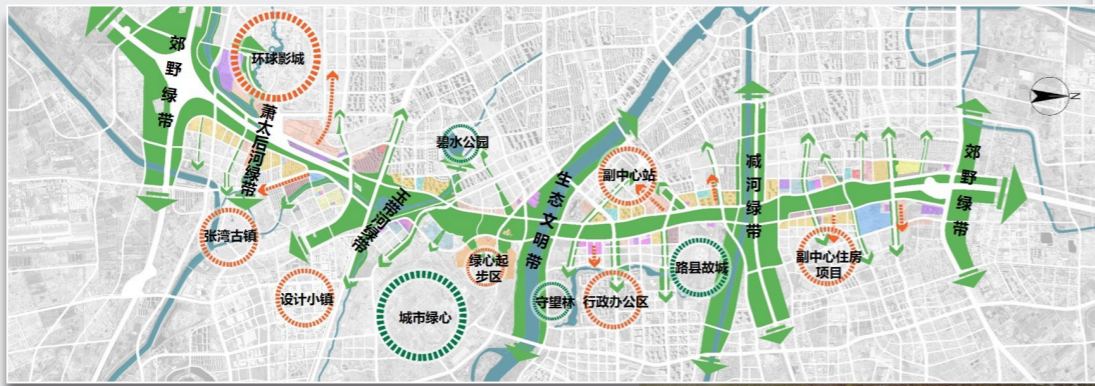 郊野绿带
环球影城
萧太后河绿带
碧水公园
玉带河绿带
张湾古镇
设计小镇
城市绿心
绿心起
步区
生态文明带
守望林
副中心站
行政办公区
路县故城
减河绿带
副中心住房
项目
郊野绿带
N